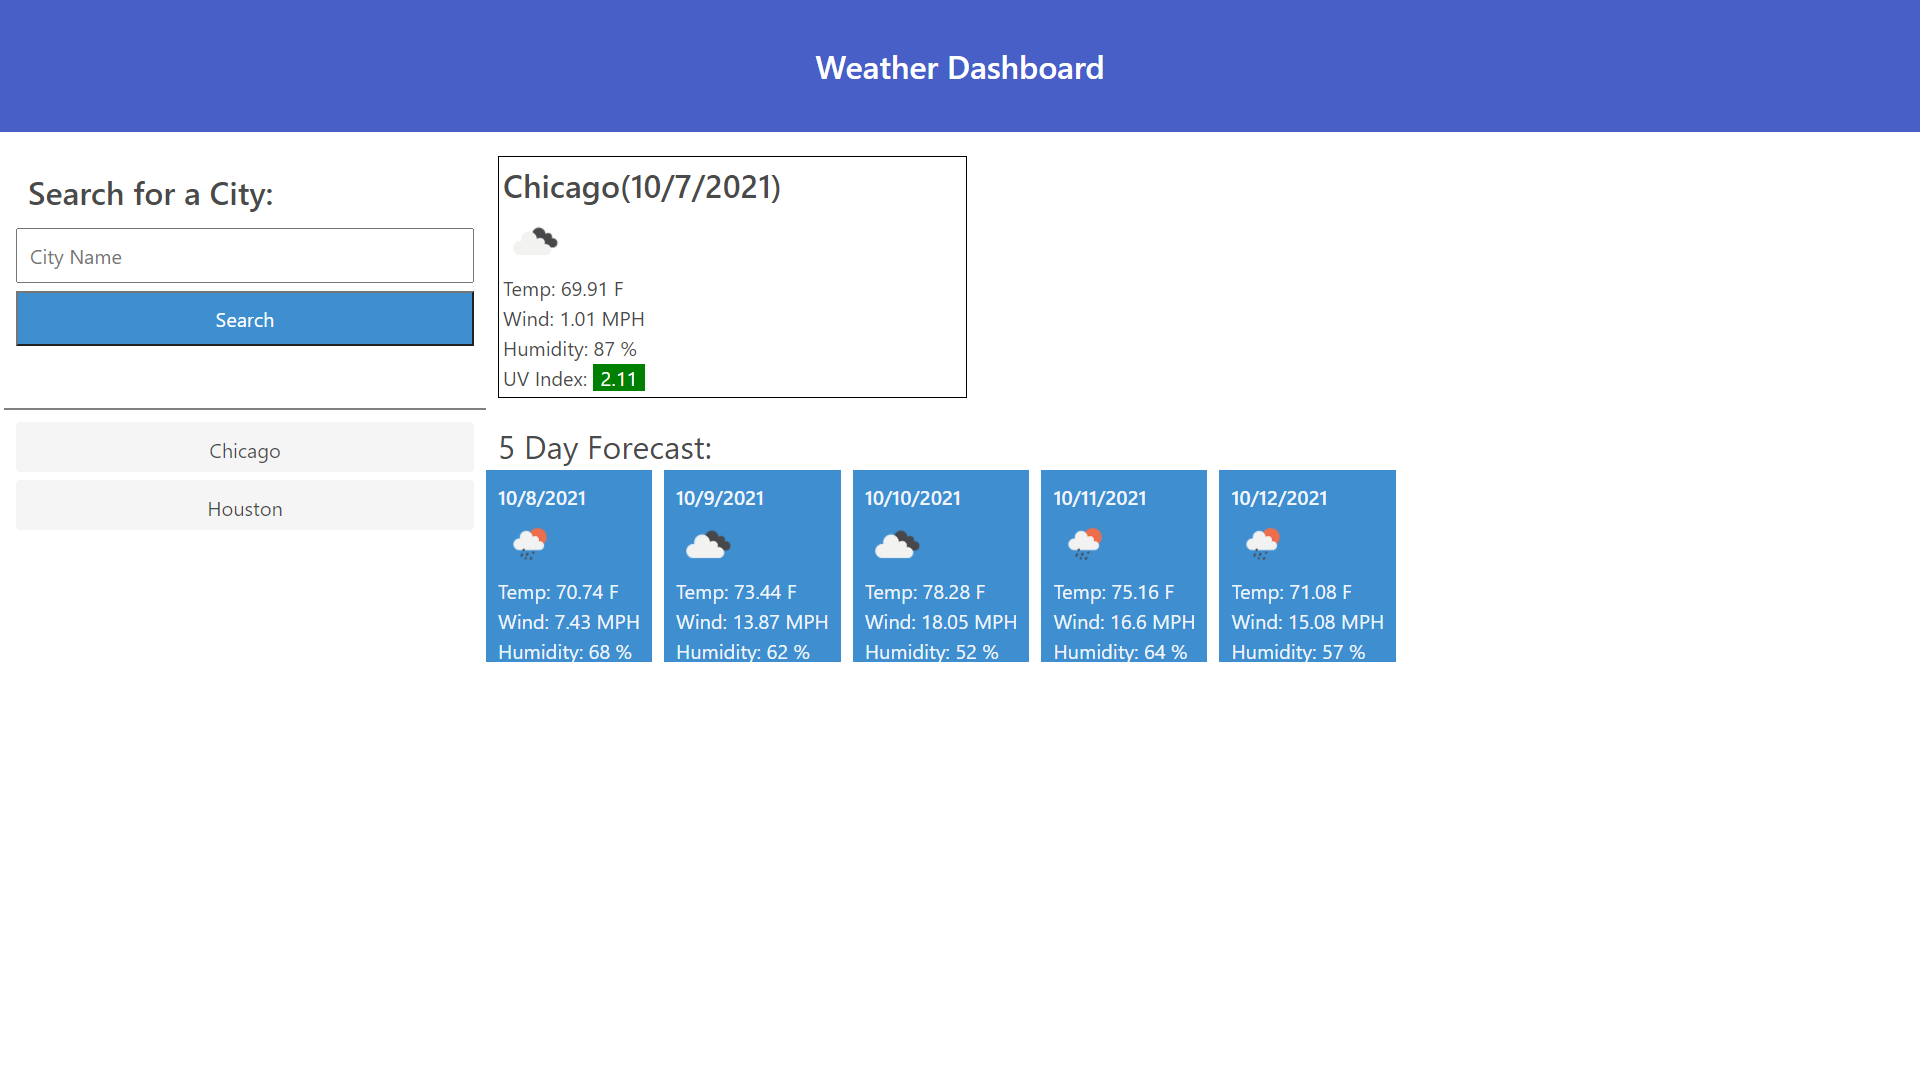 Weather Dashboard
Search for a City:
City Name
Search
Chicago
Houston
Chicago(10/7/2021)
Temp: 69.91 F
Wind: 1.01 MPH
Humidity: 87 %
UV Index: 2.11
5 Day Forecast:
10/8/2021
Temp: 70.74 F
Wind: 7.43 MPH
Humidity: 68 %
10/9/2021
Temp: 73.44 F
Wind: 13.87 MPH
Humidity: 62 %
10/10/2021
Temp: 78.28 F
Wind: 18.05 MPH
Humidity: 52 %
10/11/2021
Temp: 75.16 F
Wind: 16.6 MPH
Humidity: 64 %
10/12/2021
Temp: 71.08 F
Wind: 15.08 MPH
Humidity: 57 %